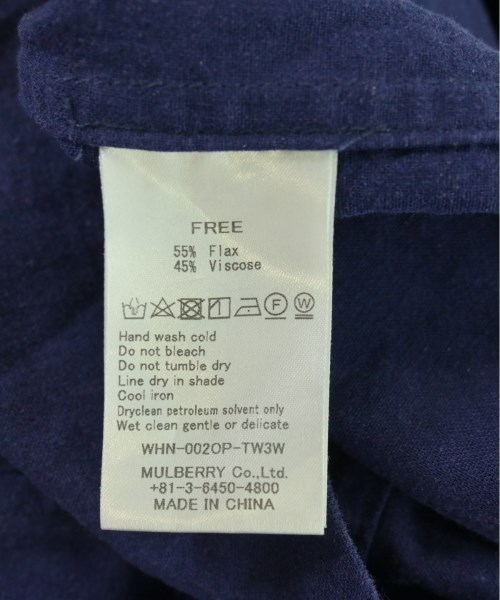 FREE
55% Flax
45% Viscose
F W
Hand wash cold
Do not bleach
Do not tumble dry
Line dry in shade
Cool iron
Dryclean petroleum solvent only
Wet clean gentle or delicate
WHN-002OP-TW3W
MULBERRY Co.,Ltd.
+81-3-6450-4800
MADE IN CHINA